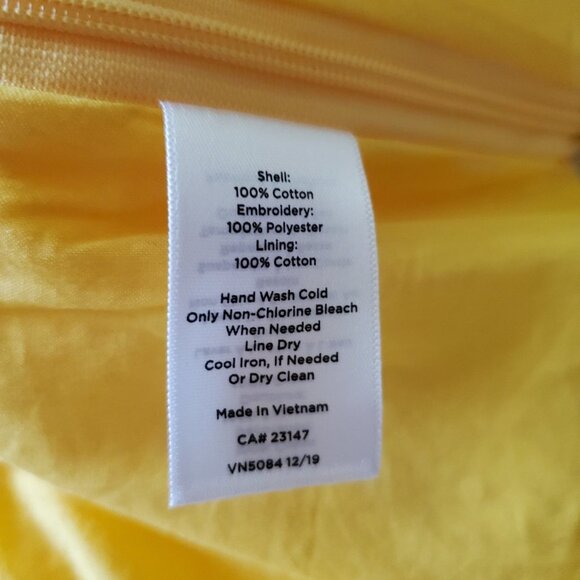 Shell:
100% Cotton
Embroidery:
100% Polyester
Lining:
100% Cotton
Hand Wash Cold
Only Non-Chlorine Bleach
When Needed
Line Dry
Cool Iron, If Needed
Or Dry Clean
Made In Vietnam
CA# 23147
VN5084 12/19